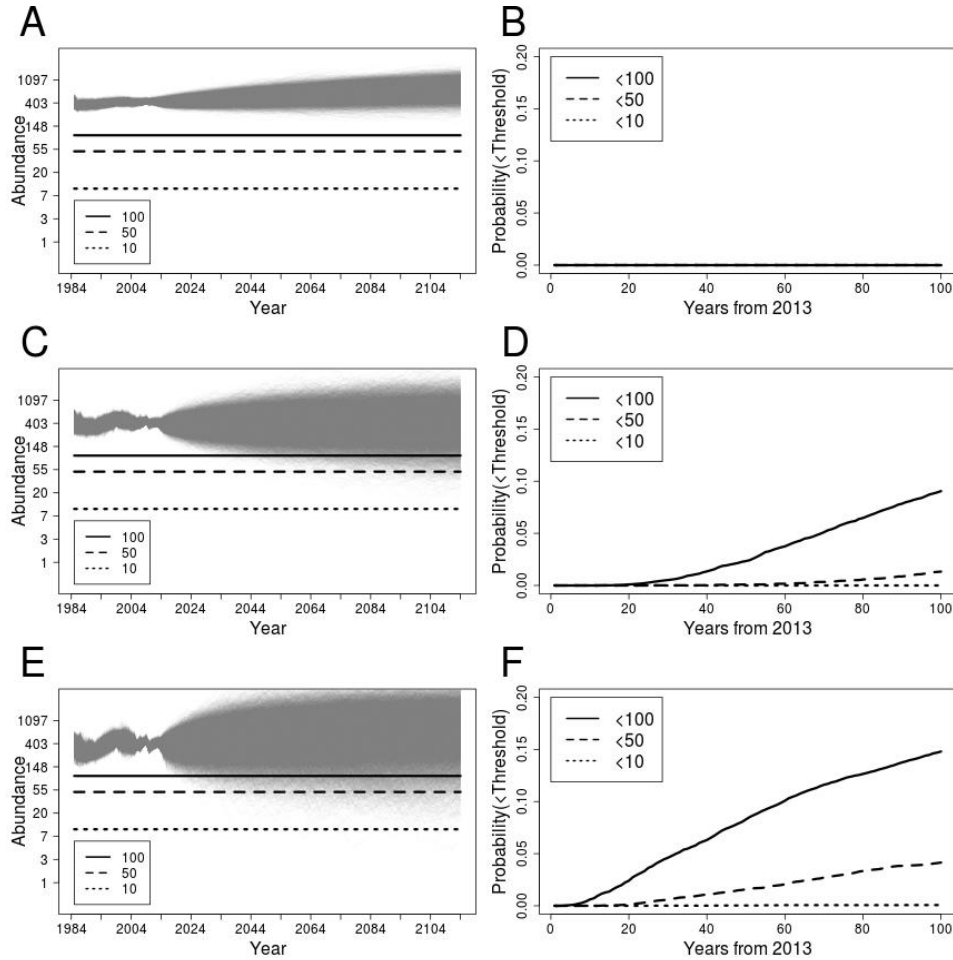 A
Abundance
1097
403
148
55
20
7
3
1
100
50
10
1984 2004 2024 2044 2064 2084 2104
Year
B
Probability(<Threshold)
0.20
0.15
0.10
0.05
0.00
<100
<50
<10
0 20 40 60 80 100
Years from 2013
C
Abundance
1097
403
148
55
20
7
3
1
100
50
10
1984 2004 2024 2044 2064 2084 2104
Year
D
Probability(<Threshold)
0.20
0.15
0.10
0.05
0.00
<100
<50
<10
0 20 40 60 80 100
Years from 2013
E
Abundance
1097
403
148
55
20
7
3
1
100
50
10
1984 2004 2024 2044 2064 2084 2104
Year
F
Probability(<Threshold)
0.20
0.15
0.10
0.05
0.00
<100
<50
<10
0 20 40 60 80 100
Years from 2013